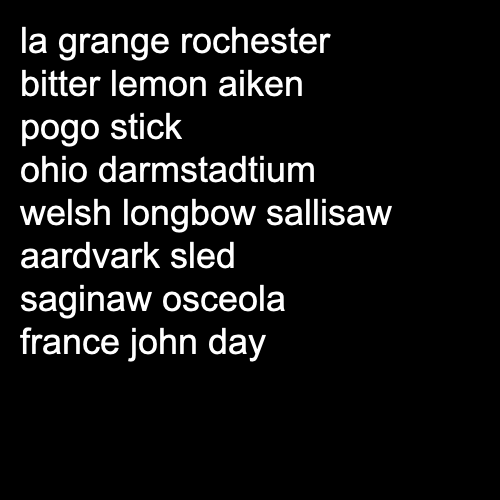 la grange rochester
bitter lemon aiken
pogo stick
ohio darmstadtium
welsh longbow sallisaw
aardvark sled
saginaw osceola
france john day